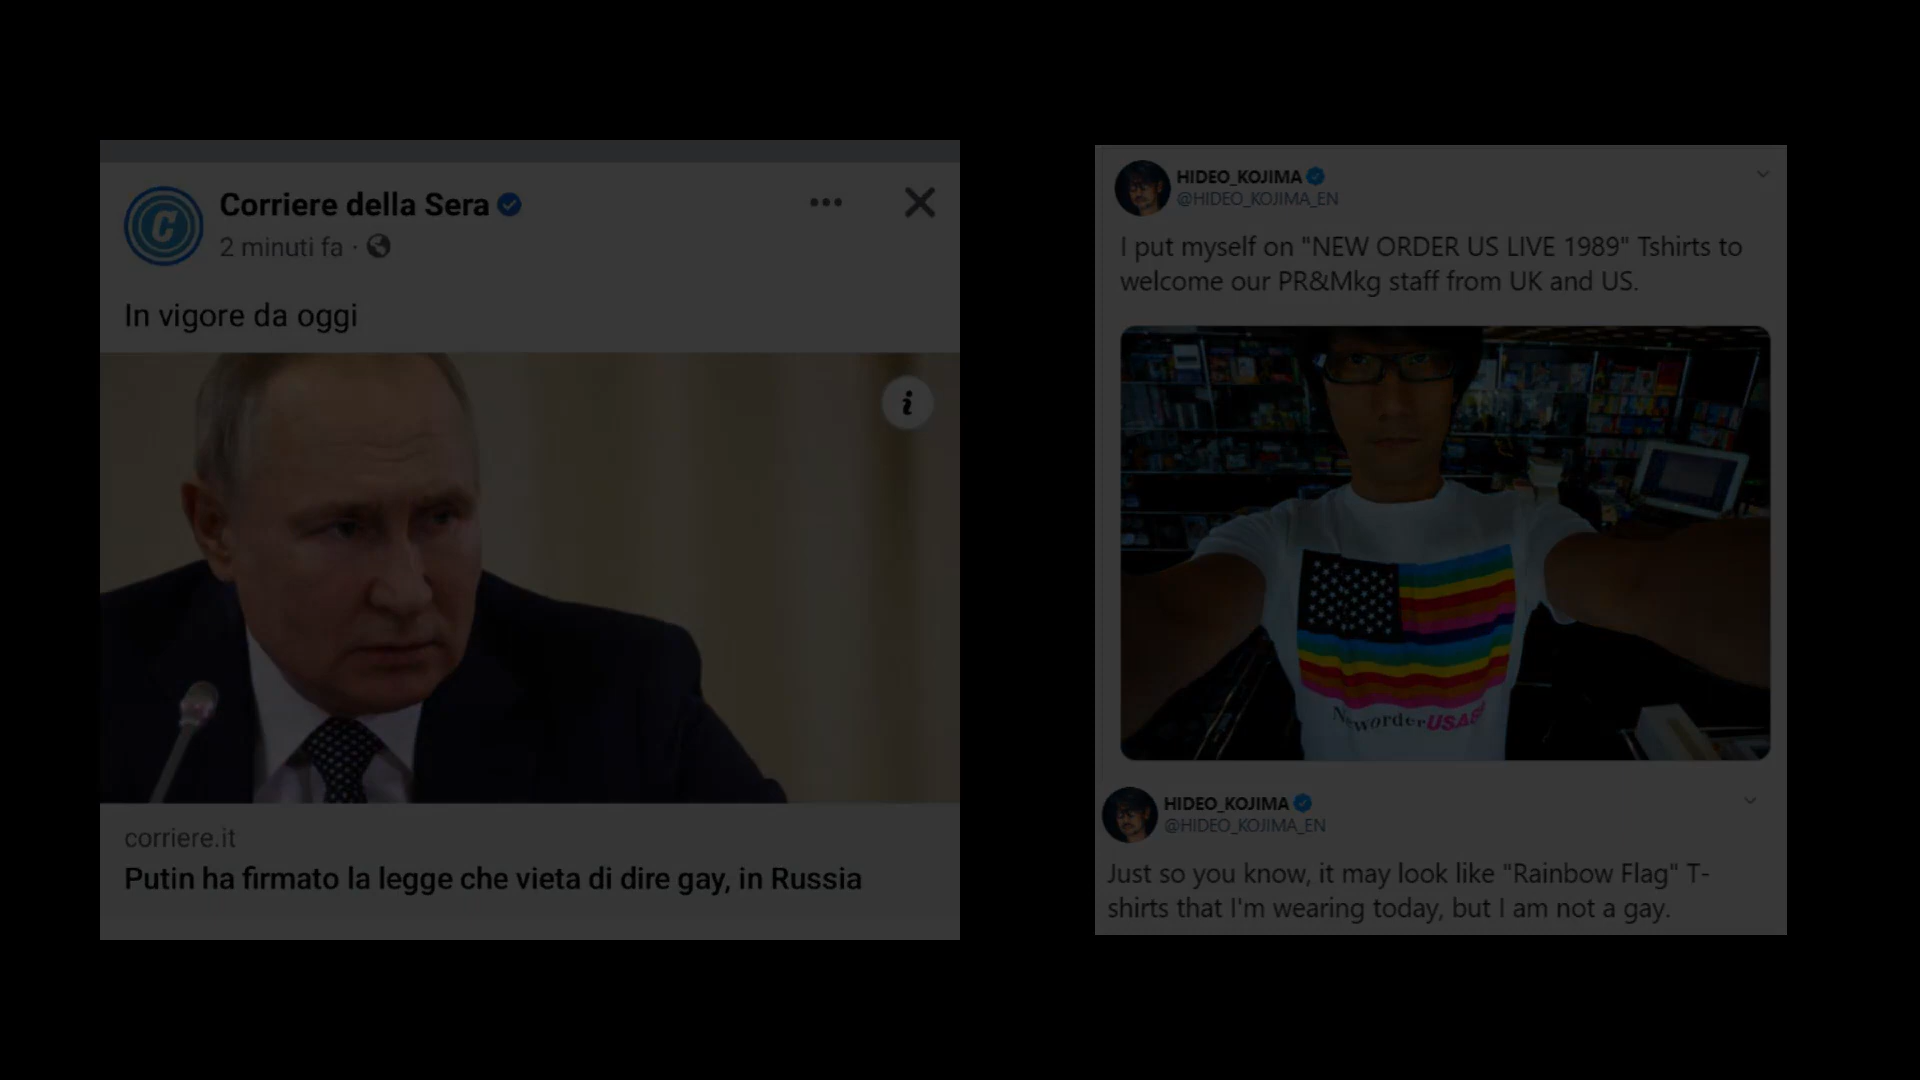 Corriere della Sera
2 minuti fa ·
In vigore da oggi
i
corriere.it
Putin ha firmato la legge che vieta di dire gay, in Russia
HIDEO_KOJIMA
@HIDEO_KOJIMA_EN
I put myself on "NEW ORDER US LIVE 1989" Tshirts to
welcome our PR&Mkg staff from UK and US.
NeworderUSA89
HIDEO_KOJIMA
@HIDEO_KOJIMA_EN
Just so you know, it may look like "Rainbow Flag" T-
shirts that I'm wearing today, but I am not a gay.